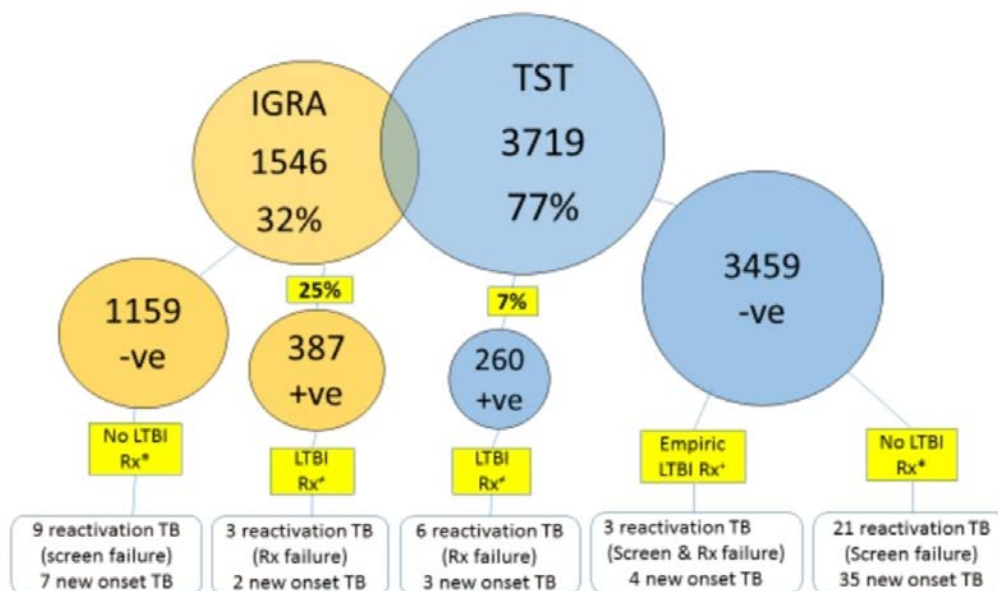 IGRA
1546
32%
TST
3719
77%
1159
-ve
25%
387
+ve
7%
260
+ve
3459
-ve
No LTBI
Rx*
LTBI
Rx≠
LTBI
Rx≠
Empiric
LTBI Rx⁺
No LTBI
Rx*
9 reactivation TB
(screen failure)
7 new onset TB
3 reactivation TB
(Rx failure)
2 new onset TB
6 reactivation TB
(Rx failure)
3 new onset TB
3 reactivation TB
(Screen & Rx failure)
4 new onset TB
21 reactivation TB
(Screen failure)
35 new onset TB